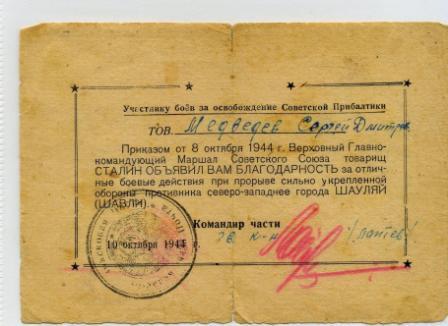 Участнику боёв за освобождение Советской Прибалтики
ТОВ. Медведев Сергей Дмитр.
Приказом от 8 октября 1944 г. Верховный Главно-
командующий Маршал Советского Союза товарищ
СТАЛИН ОБЪЯВИЛ ВАМ БЛАГОДАРНОСТЬ за отлич-
ные боевые действия при прорыве сильно укрепленной
обороны противника северо-западнее города ШАУЛЯЙ
(ШАВЛИ).
Командир части
10 октября 1944 г.